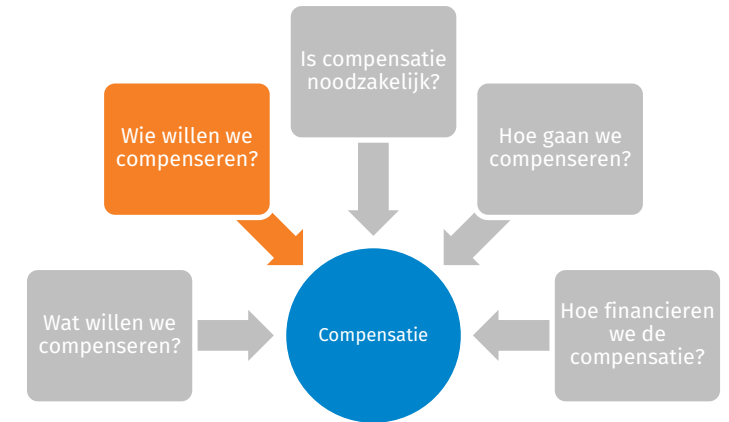 Is compensatie
noodzakelijk?
Wie willen we
compenseren?
Hoe gaan we
compenseren?
Wat willen we
compenseren?
Compensatie
Hoe financieren
we de
compensatie?